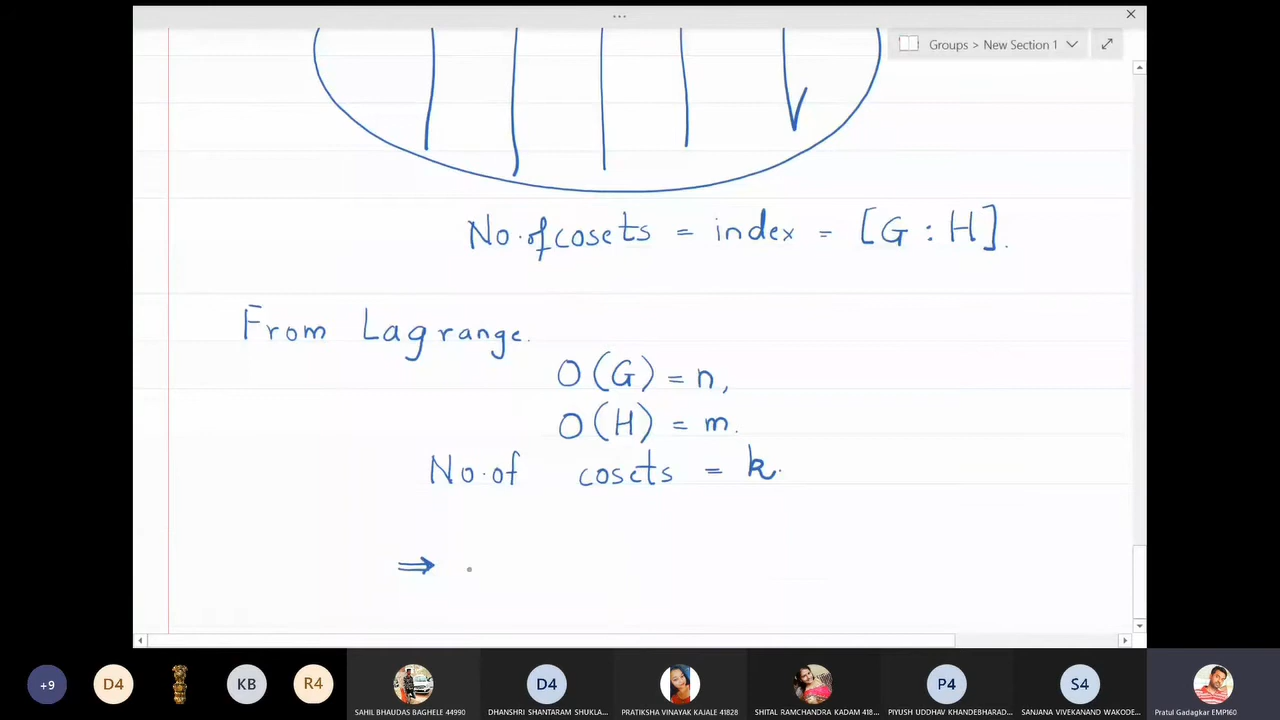 Groups > New Section 1
No. of cosets = index = [G : H].
From Lagrange.
O(G) = n,
O(H) = m.
No. of cosets = k.
⇒
+9 D4 KB R4 D4 P4 S4
SAHIL BHAUDAS BAGHELE 44990 DHANSHRI SHANTARAM SHUKLA... PRATIKSHA VINAYAK KAJALE 41828 SHITAL RAMCHANDRA KADAM 418... PIYUSH UDDHAV KHANDEBHARAD... SANJANA VIVEKANAND WAKODE... Pratul Gadagkar EMP160